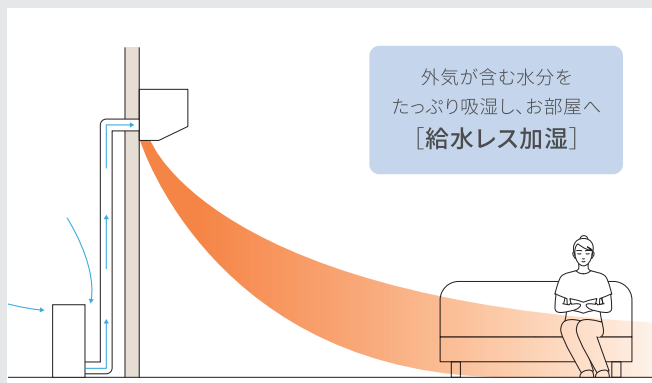 外気が含む水分を
たっぷり吸湿し、お部屋へ
[給水レス加湿]